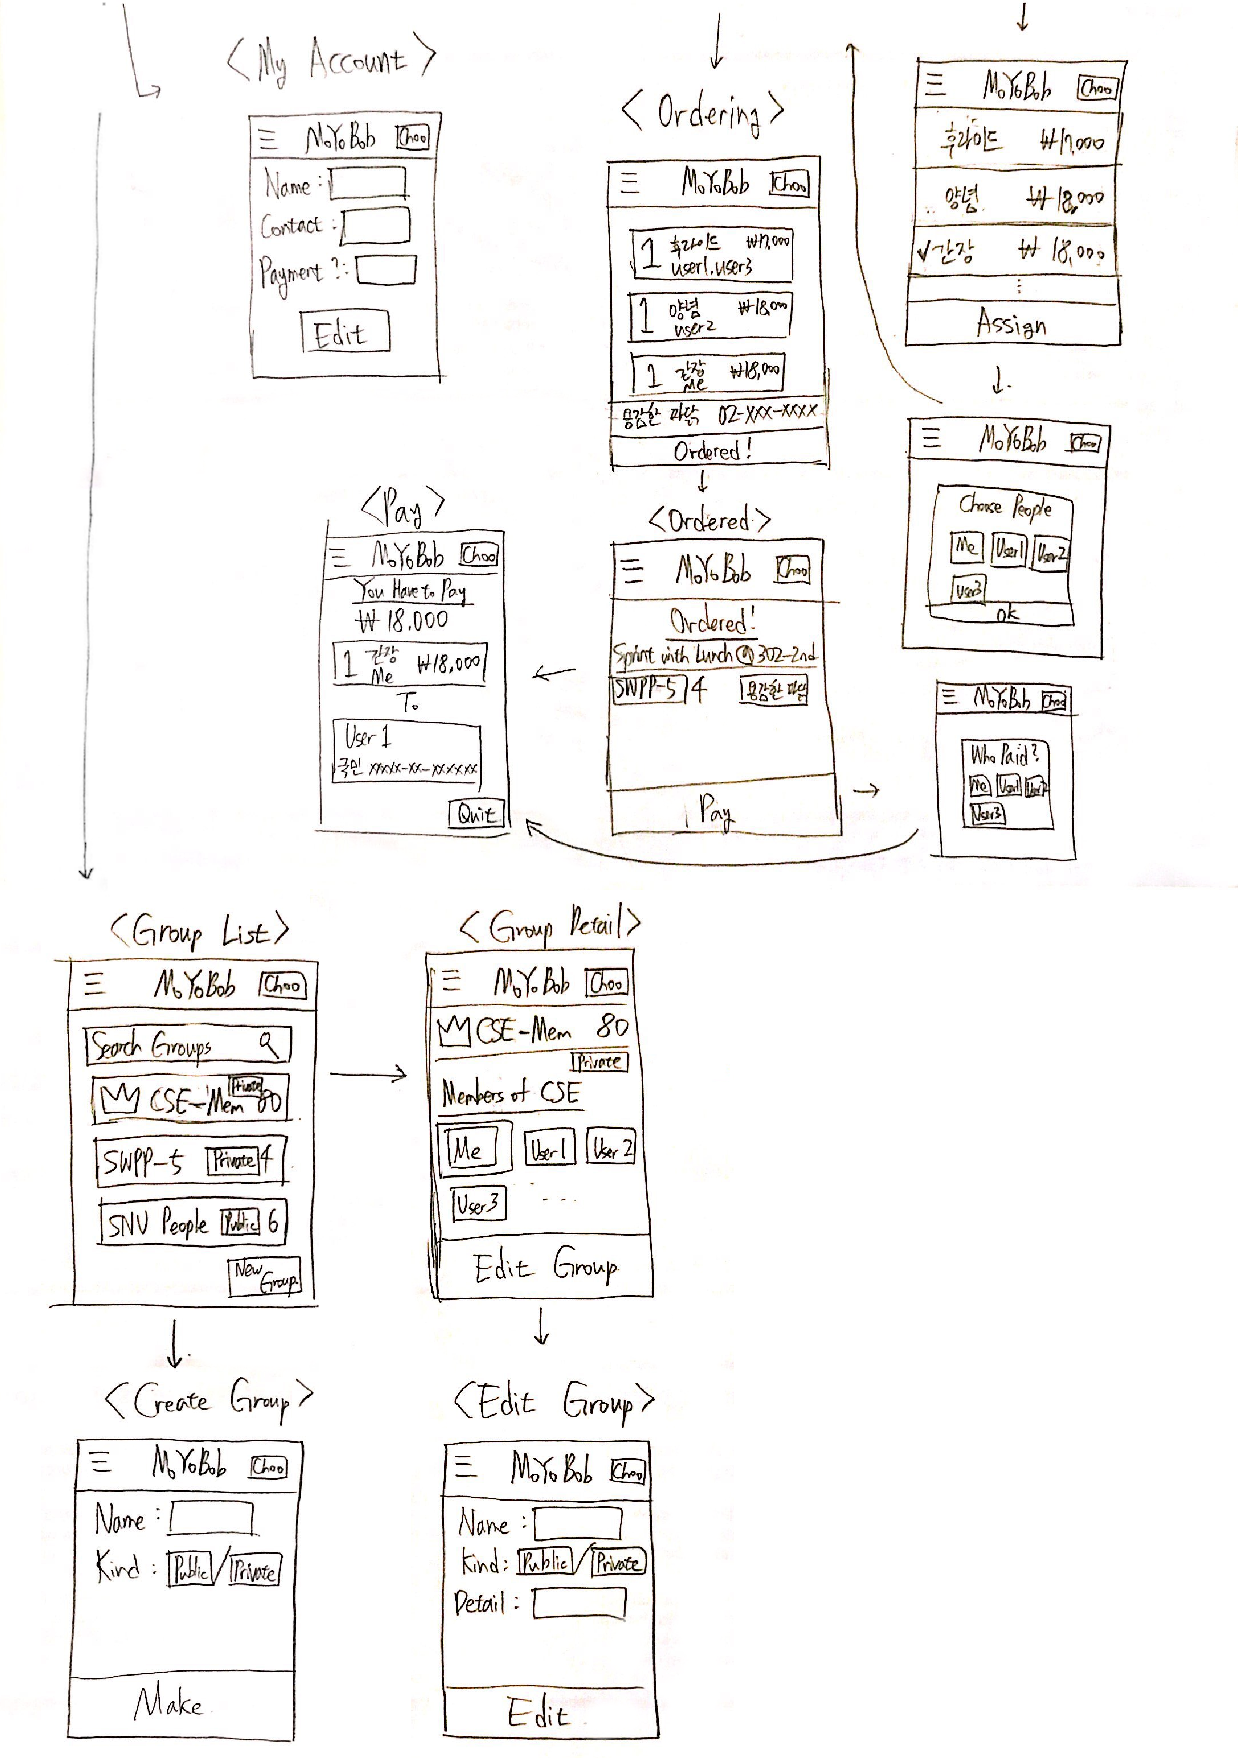 <My Account>
MoYoBob Choo
Name :
Contact :
Payment ? :
Edit
<Ordering>
MoYoBob Choo
1 후라이드 ₩17,000
user1, user3
1 양념 ₩18,000
user2
1 간장 ₩18,000
Me
용감한 파닭 02-xxx-xxxx
Ordered!
MoYoBob Choo
후라이드 ₩17,000
양념 ₩18,000
✓간장 ₩18,000
⋮
Assign
MoYoBob Choo
Choose People
Me User1 User2
User3
OK
<Pay>
MoYoBob Choo
You Have to Pay
₩18,000
1 간장 ₩18,000
Me
To
User 1
국민 xxxxx-xx-xxxxxx
Quit
<Ordered>
MoYoBob Choo
Ordered!
Sprint with Lunch @ 302-2nd
SWPP-5 4 용감한 파닭
Pay
MoYoBob Choo
Who Paid?
Me User1 User2
User3
<Group List>
MoYoBob Choo
Search Groups
CSE-Mem Private 80
SWPP-5 Private 4
SNU People Public 6
New Group
<Group Detail>
MoYoBob Choo
CSE-Mem 80
Private
Members of CSE
Me User1 User2
User3 ....
Edit Group
<Create Group>
MoYoBob Choo
Name :
Kind : Public / Private
Make
<Edit Group>
MoYoBob Choo
Name :
Kind : Public / Private
Detail :
Edit